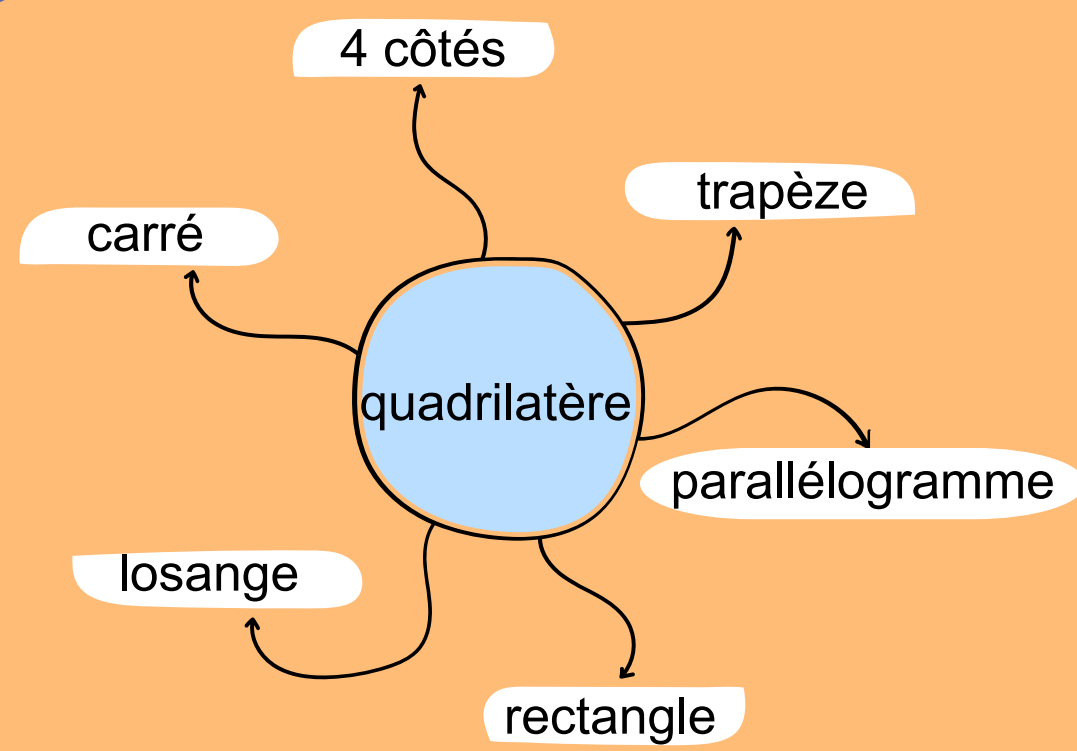 4 côtés
trapèze
carré
quadrilatère
parallélogramme
losange
rectangle